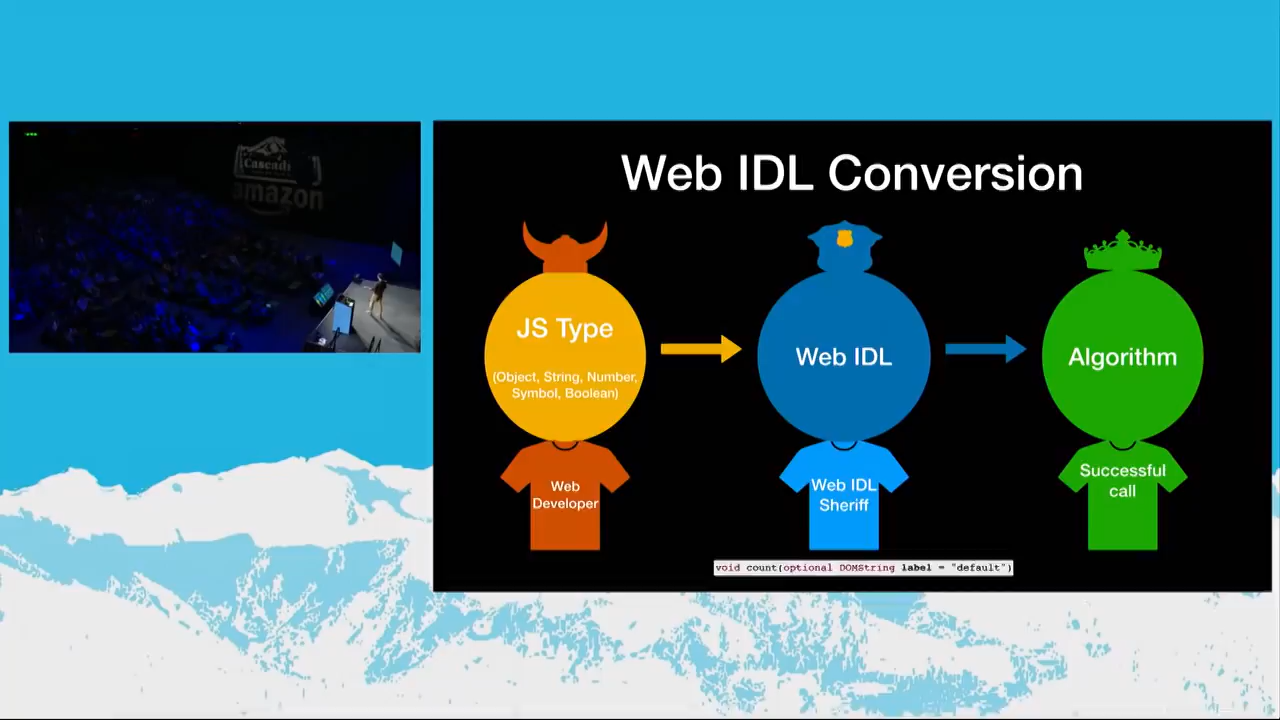 Cascadi
amazon
Web IDL Conversion
JS Type
(Object, String, Number,
Symbol, Boolean)
Web IDL
Algorithm
Web
Developer
Web IDL
Sheriff
Successful
call
void count(optional DOMString label = "default")